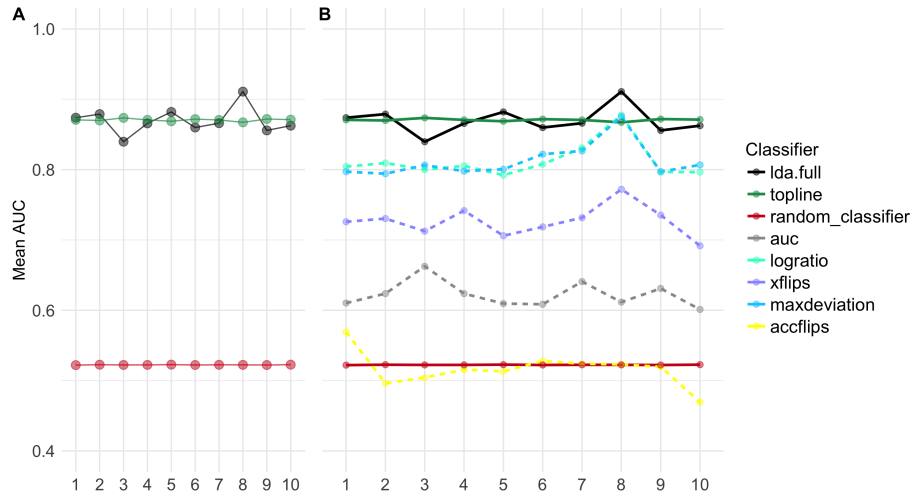 A
B
1.0
0.8
0.6
0.4
Mean AUC
1 2 3 4 5 6 7 8 9 10
1 2 3 4 5 6 7 8 9 10
Classifier
lda.full
topline
random_classifier
auc
logratio
xflips
maxdeviation
accflips